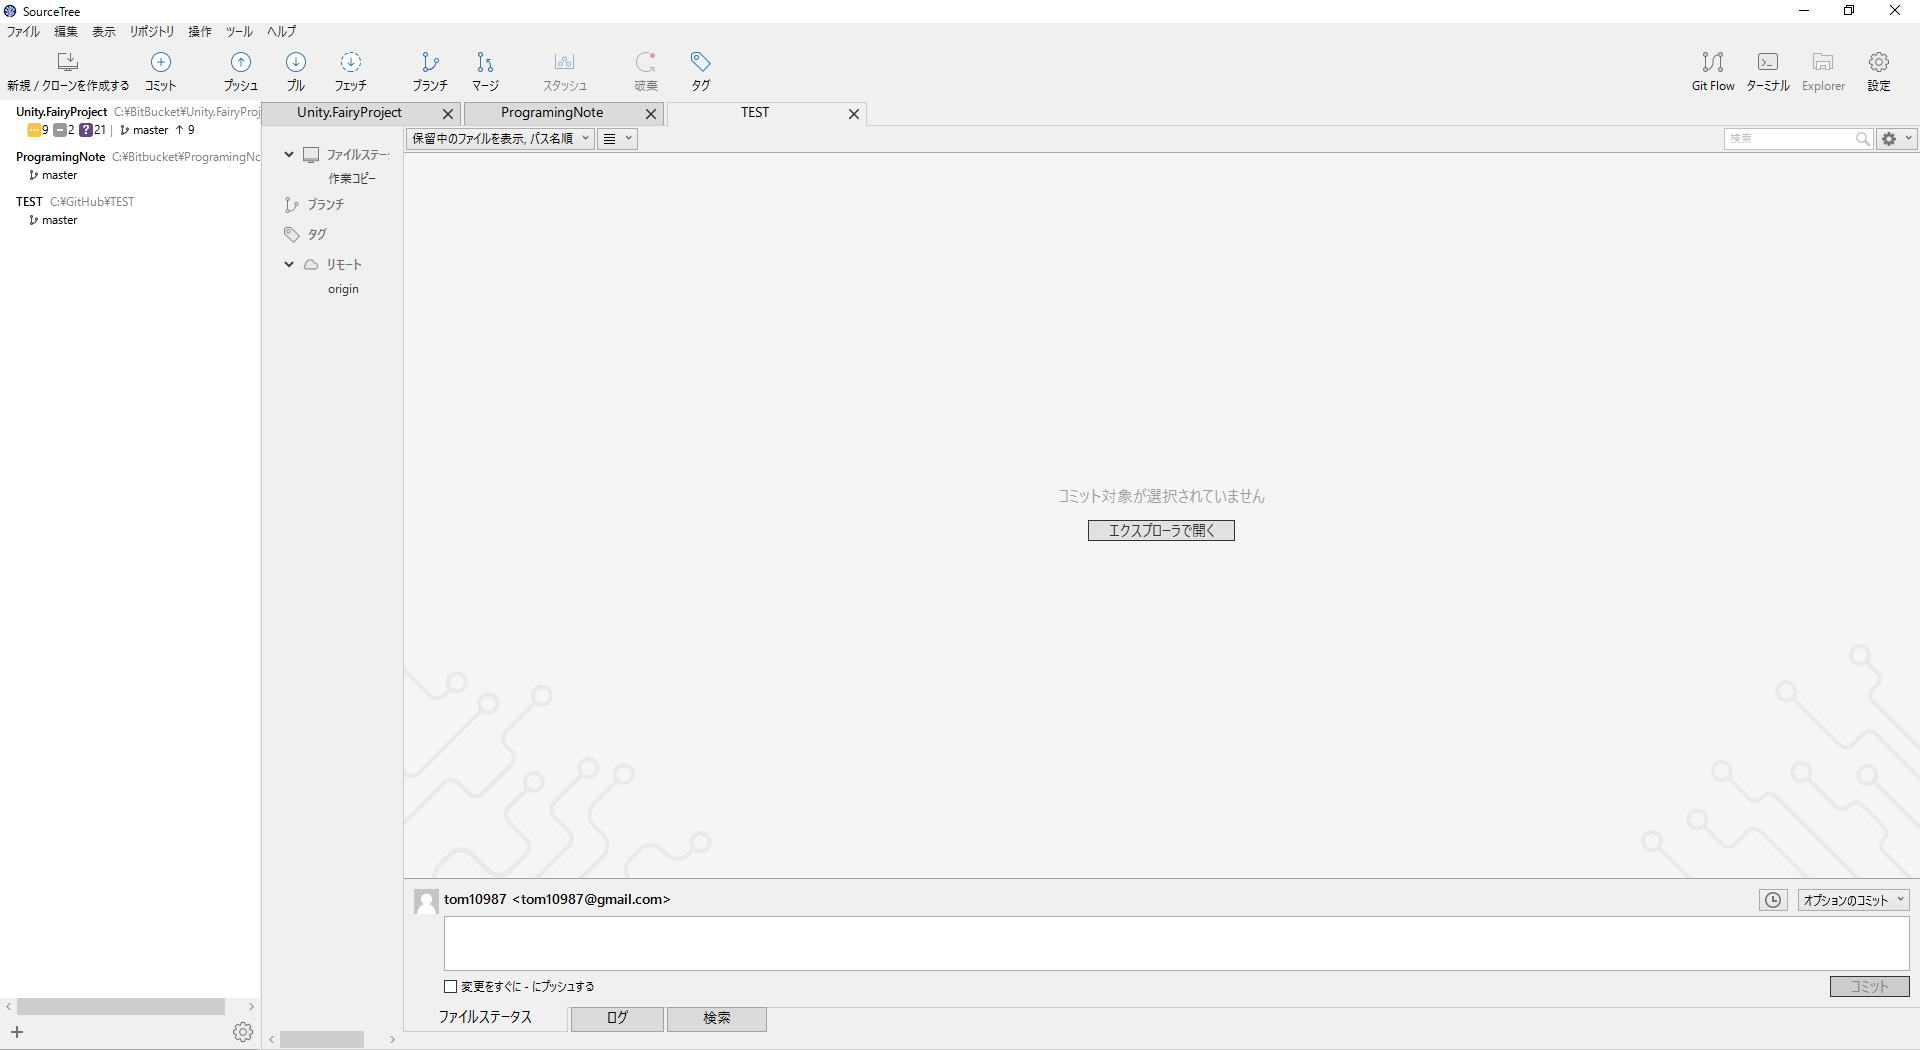 SourceTree
ファイル 編集 表示 リポジトリ 操作 ツール ヘルプ
新規 / クローンを作成する コミット プッシュ プル フェッチ ブランチ マージ スタッシュ 破棄 タグ Git Flow ターミナル Explorer 設定
Unity.FairyProject C:¥BitBucket¥Unity.FairyProj
9 2 ? 21 | master ↑ 9
ProgramingNote C:¥Bitbucket¥ProgramingNo
master
TEST C:¥GitHub¥TEST
master
Unity.FairyProject ProgramingNote TEST
ファイルステー
作業コピー
ブランチ
タグ
リモート
origin
保留中のファイルを表示, パス名順
検索
コミット対象が選択されていません
エクスプローラで開く
tom10987 <tom10987@gmail.com>
オプションのコミット
変更をすぐに - にプッシュする
コミット
ファイルステータス ログ 検索